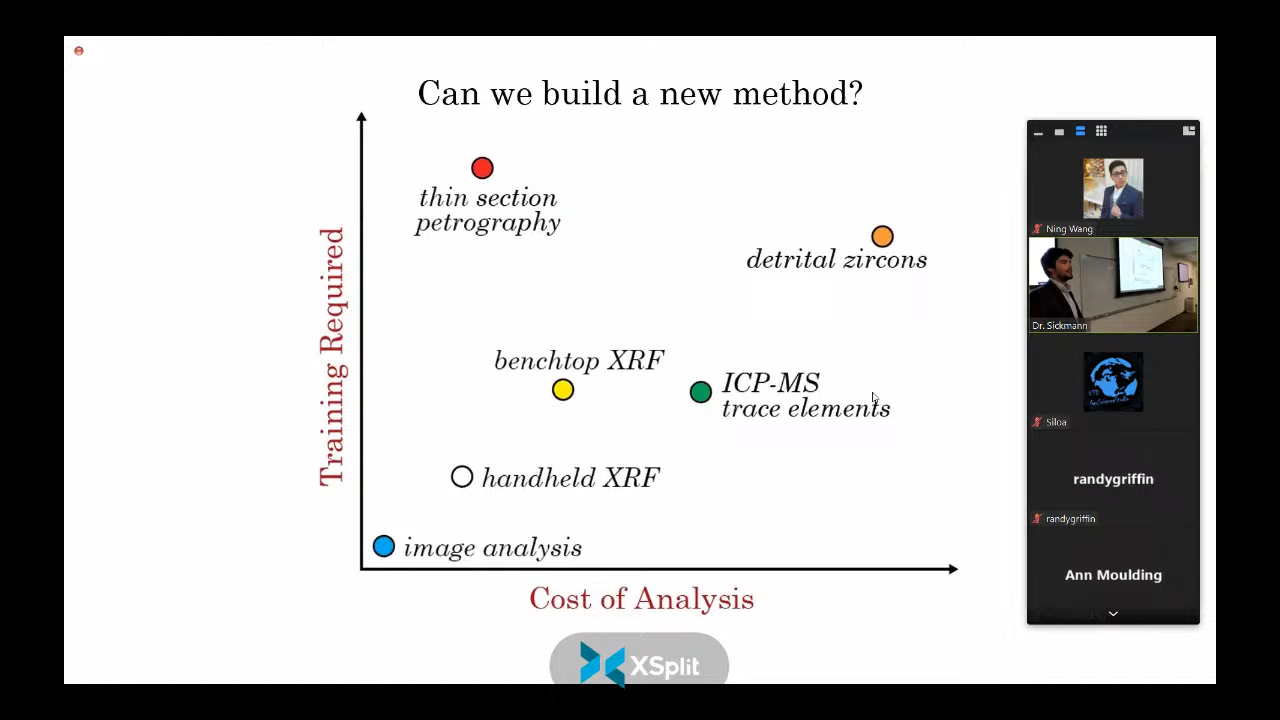 Can we build a new method?
thin section
petrography
detrital zircons
benchtop XRF
ICP-MS
trace elements
handheld XRF
image analysis
Training Required
Cost of Analysis
XSplit
Ning Wang
Dr. Sickmann
Siloa
randygriffin
randygriffin
Ann Moulding